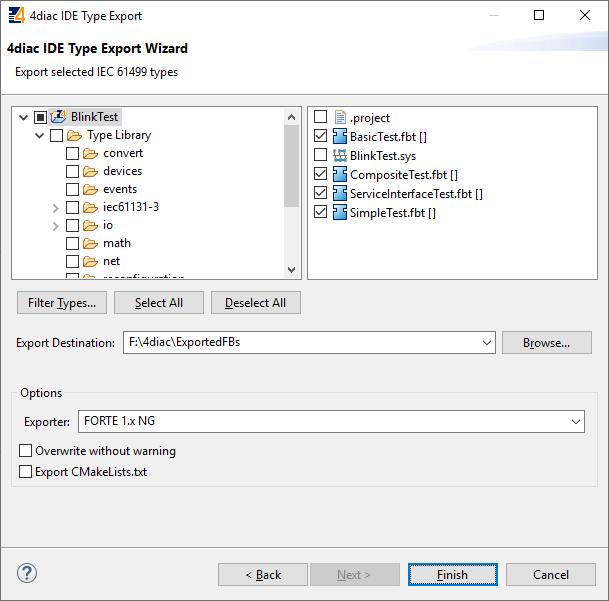 4diac IDE Type Export
4diac IDE Type Export Wizard
Export selected IEC 61499 types
BlinkTest
Type Library
convert
devices
events
iec61131-3
io
math
net
reconfiguration
.project
BasicTest.fbt []
BlinkTest.sys
CompositeTest.fbt []
ServiceInterfaceTest.fbt []
SimpleTest.fbt []
Filter Types...
Select All
Deselect All
Export Destination:
F:\4diac\ExportedFBs
Browse...
Options
Exporter:
FORTE 1.x NG
Overwrite without warning
Export CMakeLists.txt
?
< Back
Next >
Finish
Cancel